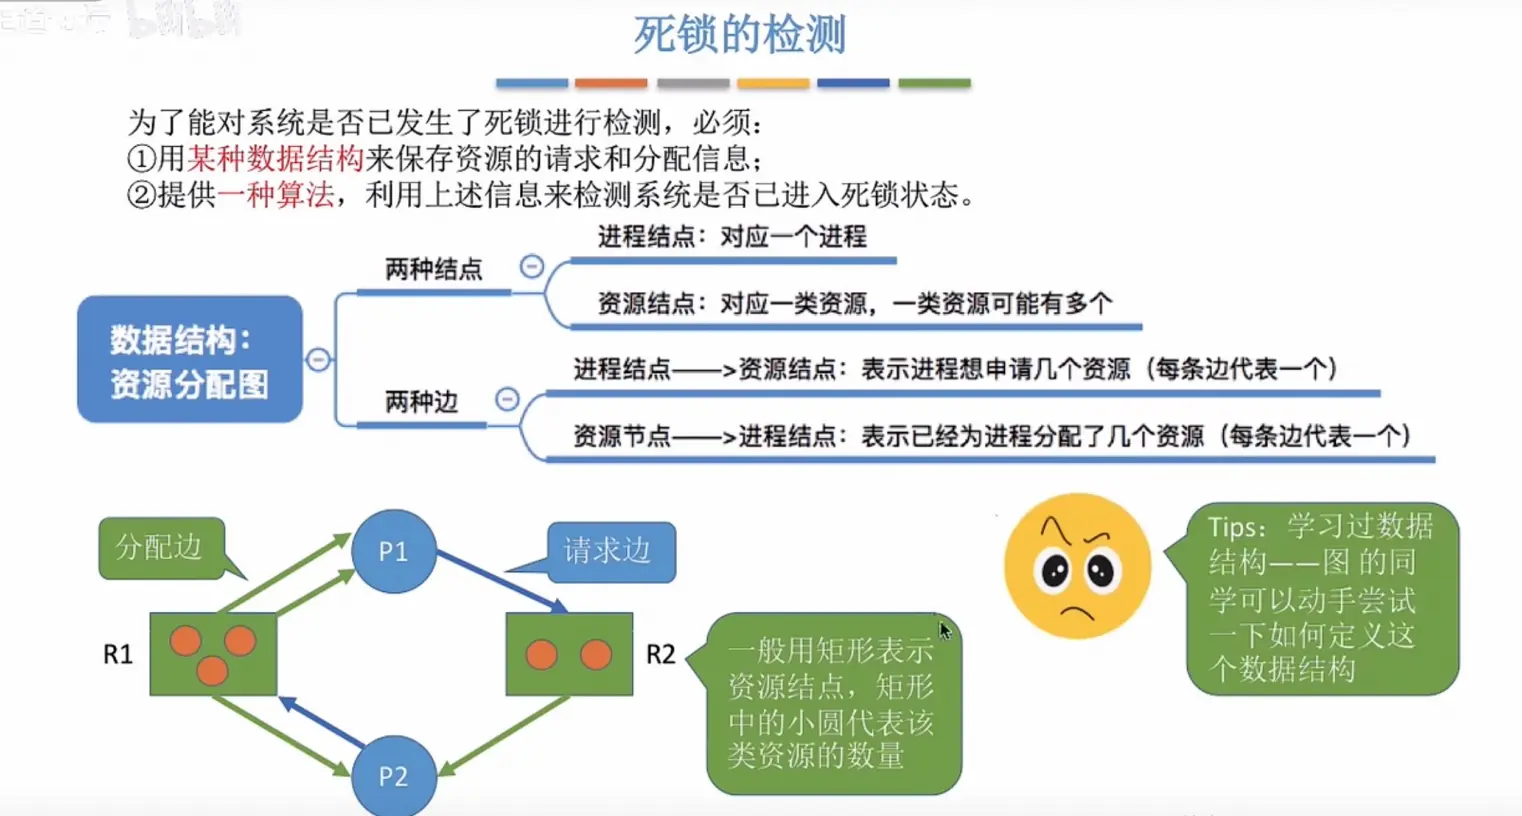 bilibili
死锁的检测
为了能对系统是否已发生了死锁进行检测，必须：
①用某种数据结构来保存资源的请求和分配信息；
②提供一种算法，利用上述信息来检测系统是否已进入死锁状态。
数据结构：
资源分配图
两种结点
进程结点：对应一个进程
资源结点：对应一类资源，一类资源可能有多个
两种边
进程结点——>资源结点：表示进程想申请几个资源（每条边代表一个）
资源节点——>进程结点：表示已经为进程分配了几个资源（每条边代表一个）
分配边
P1
请求边
R1
R2
P2
一般用矩形表示
资源结点，矩形
中的小圆代表该
类资源的数量
Tips： 学习过数据
结构——图 的同
学可以动手尝试
一下如何定义这
个数据结构